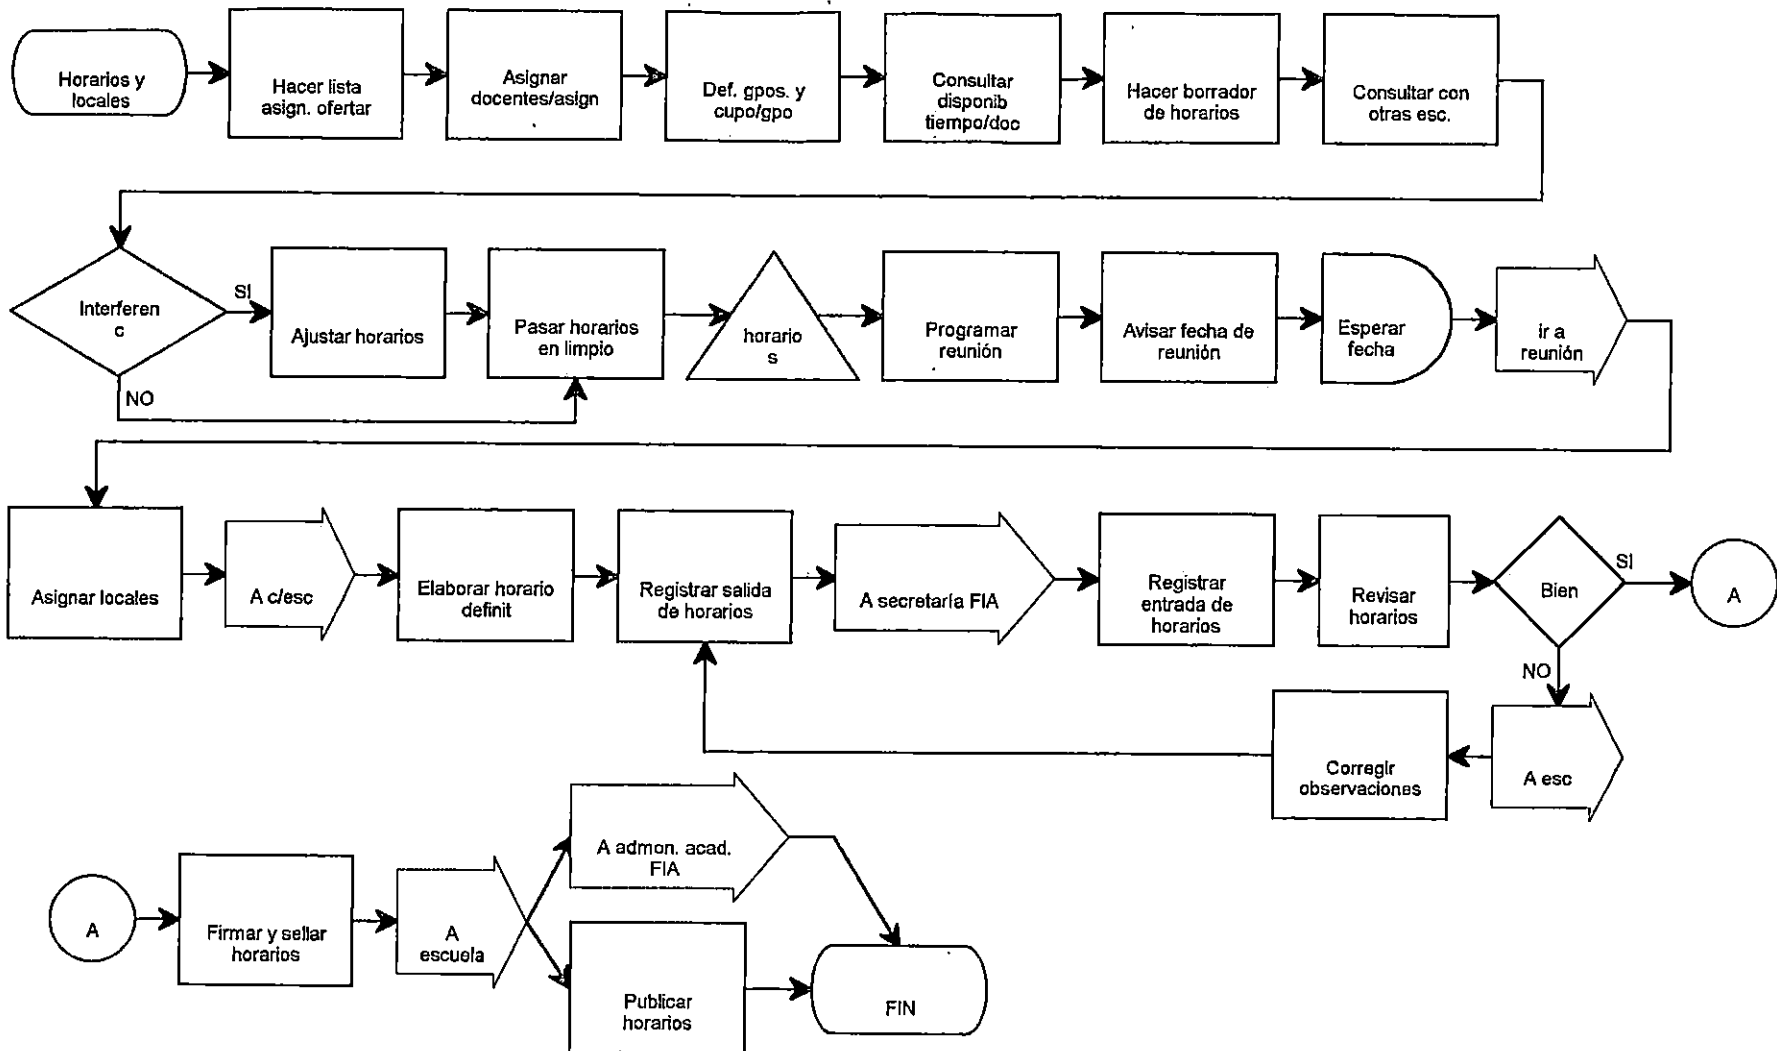 Horarios y
locales
Hacer lista
asign. ofertar
Asignar
docentes/asign
Def. gpos. y
cupo/gpo
Consultar
disponib
tiempo/doc
Hacer borrador
de horarios
Consultar con
otras esc.
Interferen
c
SI
NO
Ajustar horarios
Pasar horarios
en limpio
horario
s
Programar
reunión
Avisar fecha de
reunión
Esperar
fecha
ir a
reunión
Asignar locales
A c/esc
Elaborar horario
definit
Registrar salida
de horarios
A secretaría FIA
Registrar
entrada de
horarios
Revisar
horarios
Bien
SI
A
NO
A esc
Corregir
observaciones
A
Firmar y sellar
horarios
A
escuela
A admon. acad.
FIA
Publicar
horarios
FIN